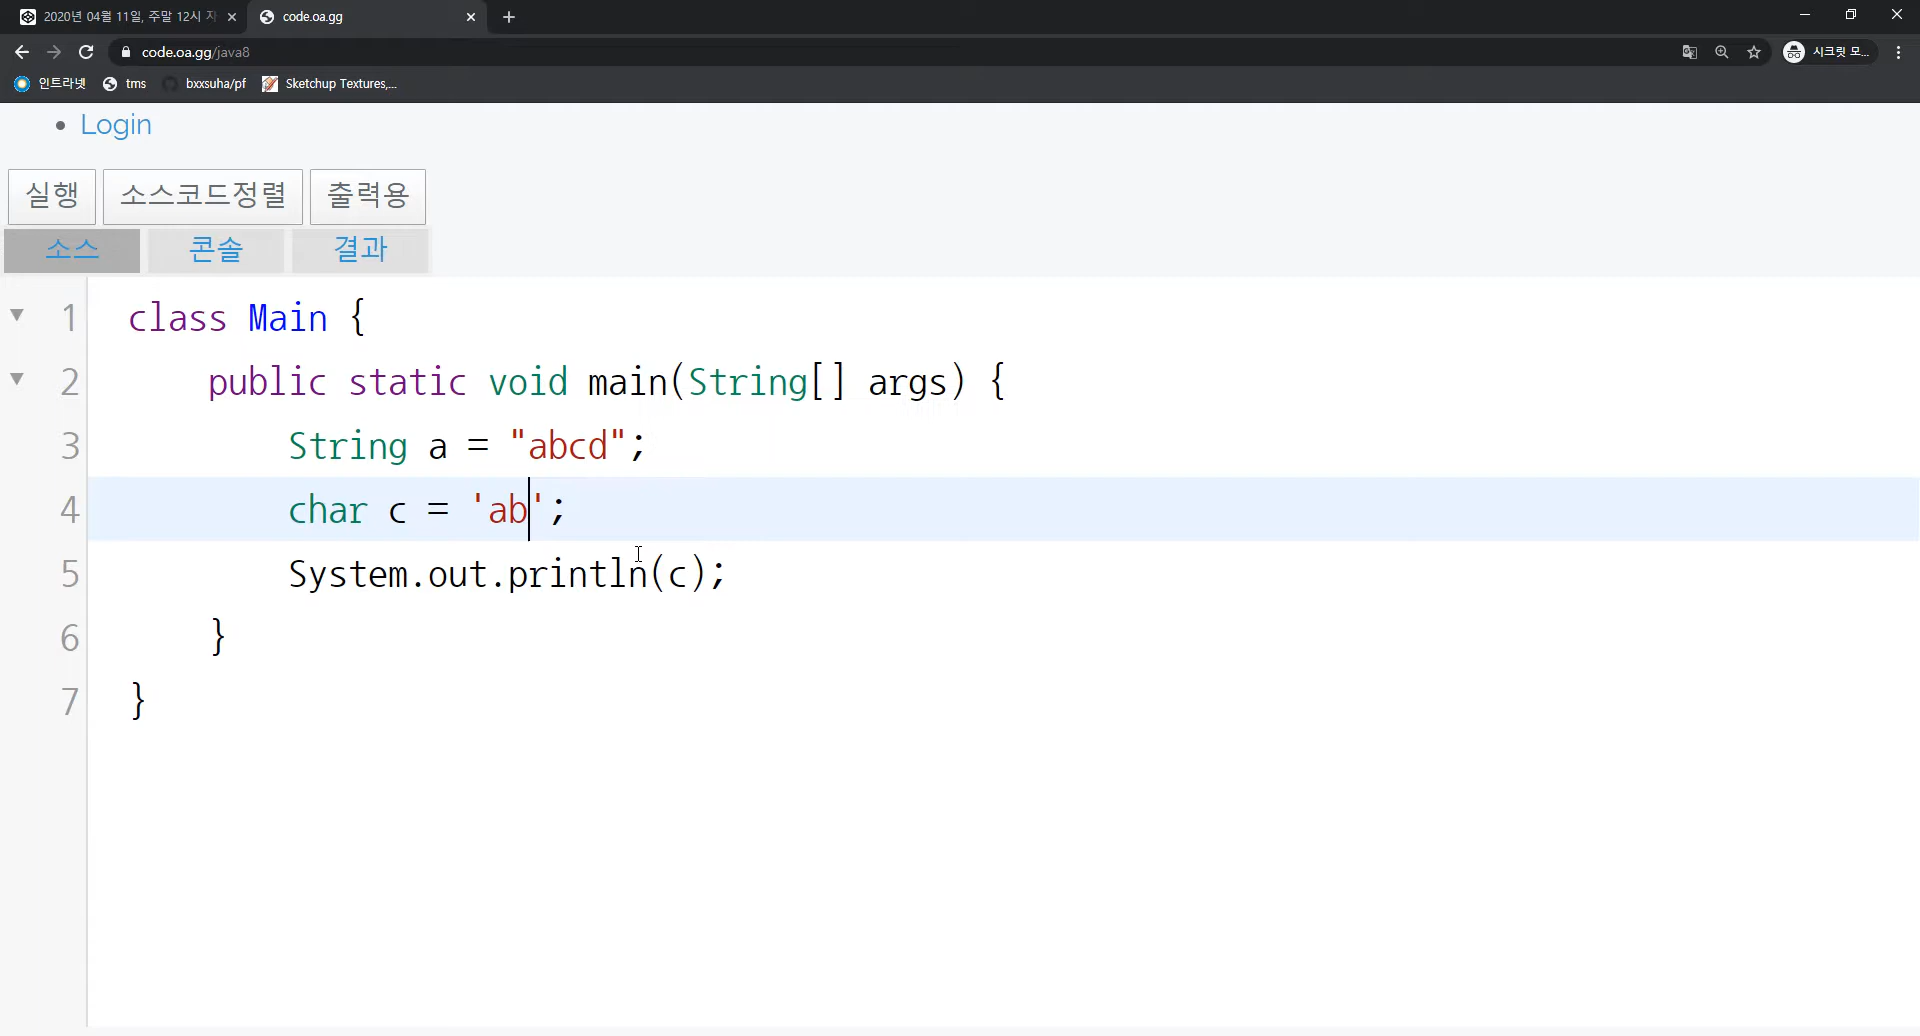 2020년 04월 11일, 주말 12시 자
code.oa.gg
code.oa.gg/java8
시크릿 모...
인트라넷
tms
bxxsuha/pf
Sketchup Textures,...
Login
실행
소스코드정렬
출력용
소스
콘솔
결과
1 class Main {
2 public static void main(String[] args) {
3 String a = "abcd";
4 char c = 'ab';
5 System.out.println(c);
6 }
7 }